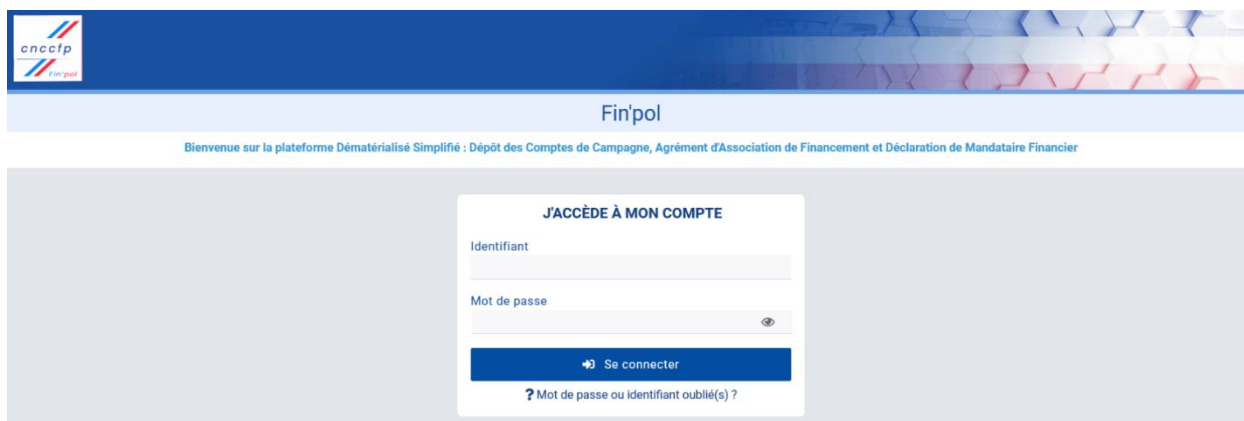 cnccfp
Fin'pol
Fin'pol
Bienvenue sur la plateforme Dématérialisé Simplifié : Dépôt des Comptes de Campagne, Agrément d'Association de Financement et Déclaration de Mandataire Financier
J'ACCÈDE À MON COMPTE
Identifiant
Mot de passe
Se connecter
? Mot de passe ou identifiant oublié(s) ?